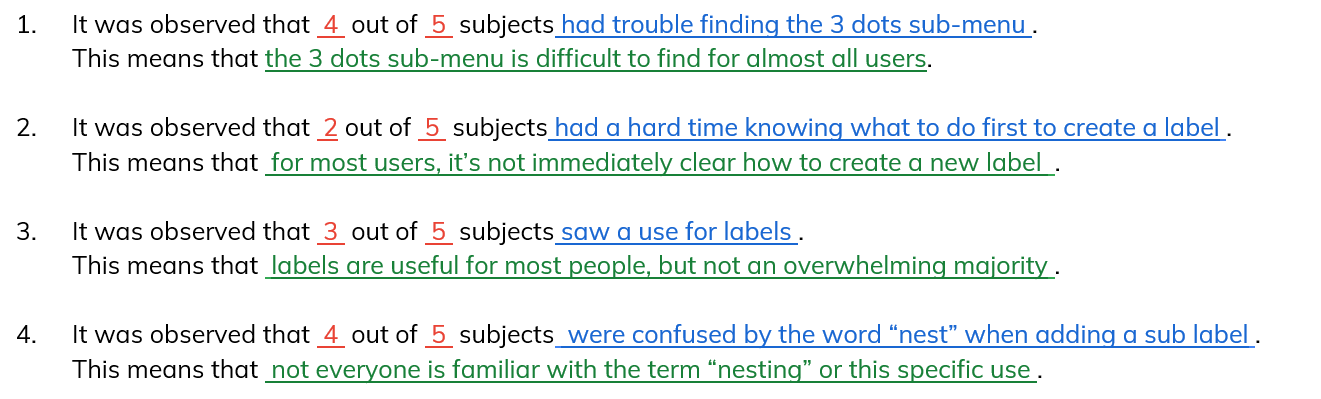 1. It was observed that 4 out of 5 subjects had trouble finding the 3 dots sub-menu .
This means that the 3 dots sub-menu is difficult to find for almost all users.
2. It was observed that 2 out of 5 subjects had a hard time knowing what to do first to create a label .
This means that for most users, it’s not immediately clear how to create a new label .
3. It was observed that 3 out of 5 subjects saw a use for labels .
This means that labels are useful for most people, but not an overwhelming majority .
4. It was observed that 4 out of 5 subjects were confused by the word “nest” when adding a sub label .
This means that not everyone is familiar with the term “nesting” or this specific use .